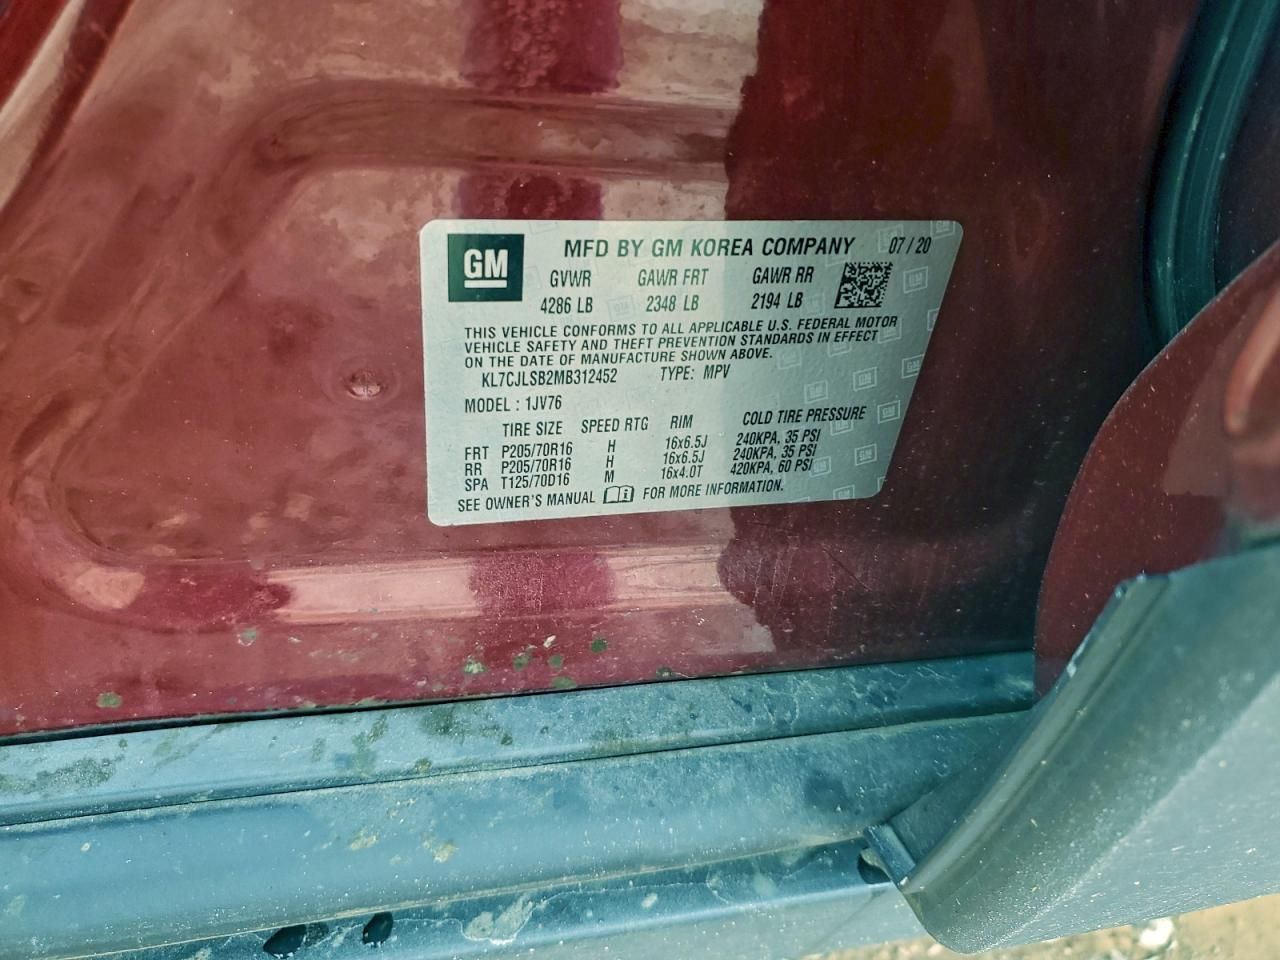 GM MFD BY GM KOREA COMPANY 07/20
GVWR GAWR FRT GAWR RR
4286 LB 2348 LB 2194 LB
THIS VEHICLE CONFORMS TO ALL APPLICABLE U.S. FEDERAL MOTOR
VEHICLE SAFETY AND THEFT PREVENTION STANDARDS IN EFFECT
ON THE DATE OF MANUFACTURE SHOWN ABOVE.
KL7CJLSB2MB312452 TYPE: MPV
MODEL : 1JV76
TIRE SIZE SPEED RTG RIM COLD TIRE PRESSURE
FRT P205/70R16 H 16x6.5J 240KPA, 35 PSI
RR P205/70R16 H 16x6.5J 240KPA, 35 PSI
SPA T125/70D16 M 16x4.0T 420KPA, 60 PSI
SEE OWNER'S MANUAL FOR MORE INFORMATION.